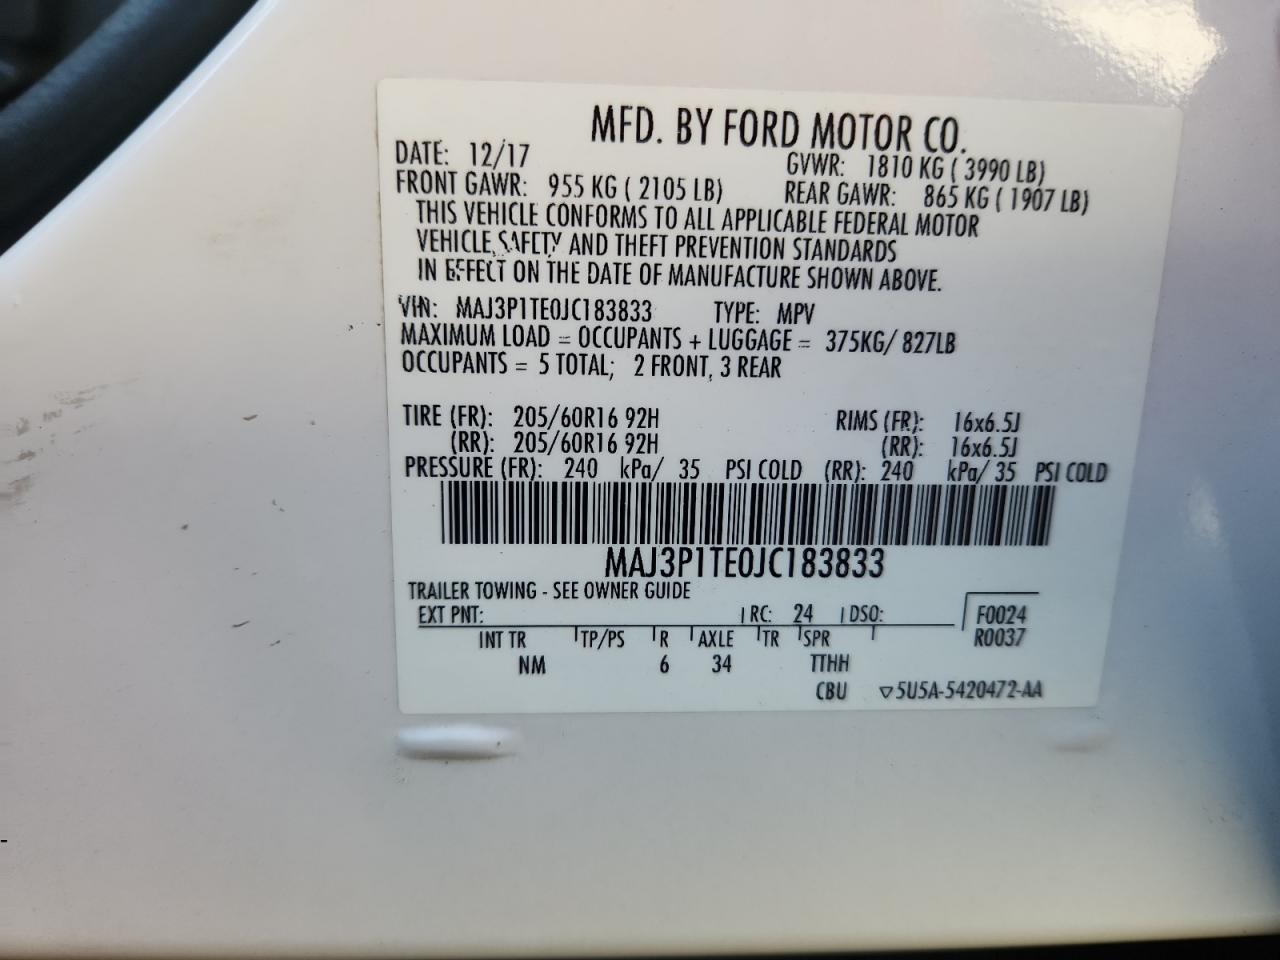 MFD. BY FORD MOTOR CO.
DATE: 12/17 GVWR: 1810 KG ( 3990 LB)
FRONT GAWR: 955 KG ( 2105 LB) REAR GAWR: 865 KG ( 1907 LB)
THIS VEHICLE CONFORMS TO ALL APPLICABLE FEDERAL MOTOR
VEHICLE SAFETY AND THEFT PREVENTION STANDARDS
IN EFFECT ON THE DATE OF MANUFACTURE SHOWN ABOVE.
VIN: MAJ3P1TE0JC183833 TYPE: MPV
MAXIMUM LOAD = OCCUPANTS + LUGGAGE = 375KG/ 827LB
OCCUPANTS = 5 TOTAL; 2 FRONT, 3 REAR
TIRE (FR): 205/60R16 92H RIMS (FR): 16x6.5J
(RR): 205/60R16 92H (RR): 16x6.5J
PRESSURE (FR): 240 kPa/ 35 PSI COLD (RR): 240 kPa/ 35 PSI COLD
MAJ3P1TE0JC183833
TRAILER TOWING - SEE OWNER GUIDE
EXT PNT: RC: 24 DSO: F0024
INT TR TP/PS R AXLE TR SPR R0037
NM 6 34 TTHH
CBU ▽5U5A-5420472-AA